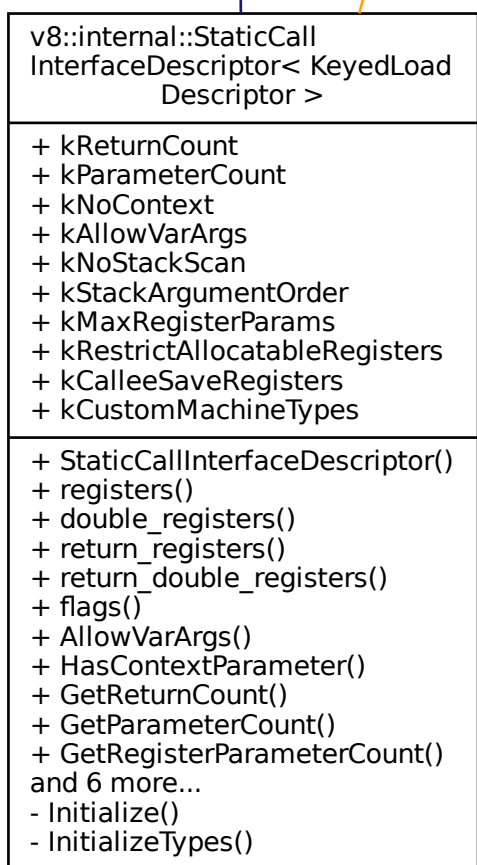 v8::internal::StaticCall
InterfaceDescriptor< KeyedLoad
Descriptor >
+ kReturnCount
+ kParameterCount
+ kNoContext
+ kAllowVarArgs
+ kNoStackScan
+ kStackArgumentOrder
+ kMaxRegisterParams
+ kRestrictAllocatableRegisters
+ kCalleeSaveRegisters
+ kCustomMachineTypes
+ StaticCallInterfaceDescriptor()
+ registers()
+ double_registers()
+ return_registers()
+ return_double_registers()
+ flags()
+ AllowVarArgs()
+ HasContextParameter()
+ GetReturnCount()
+ GetParameterCount()
+ GetRegisterParameterCount()
and 6 more...
- Initialize()
- InitializeTypes()